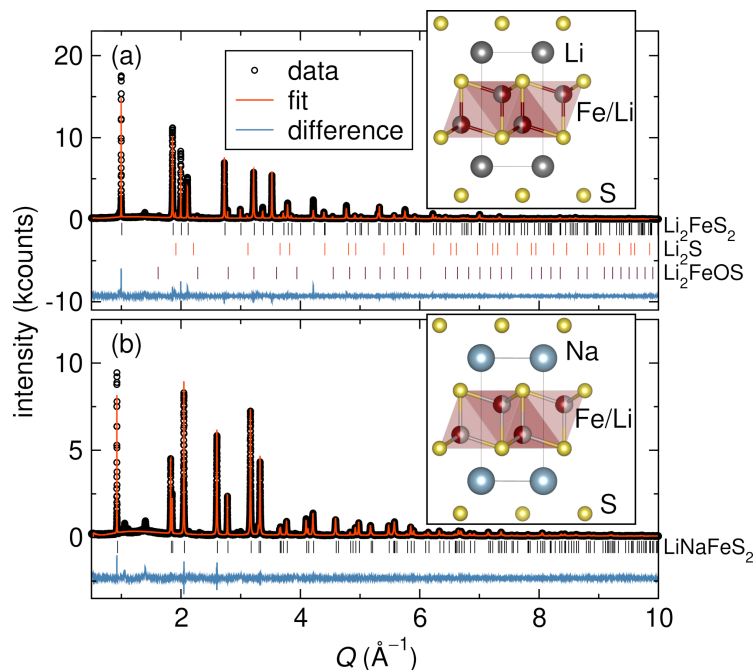 (a)
data
fit
difference
Li
Fe/Li
S
20
10
0
-10
Li₂FeS₂
Li₂S
Li₂FeOS
intensity (kcounts)
(b)
Na
Fe/Li
S
10
5
0
LiNaFeS₂
2 4 6 8 10
Q (Å⁻¹)